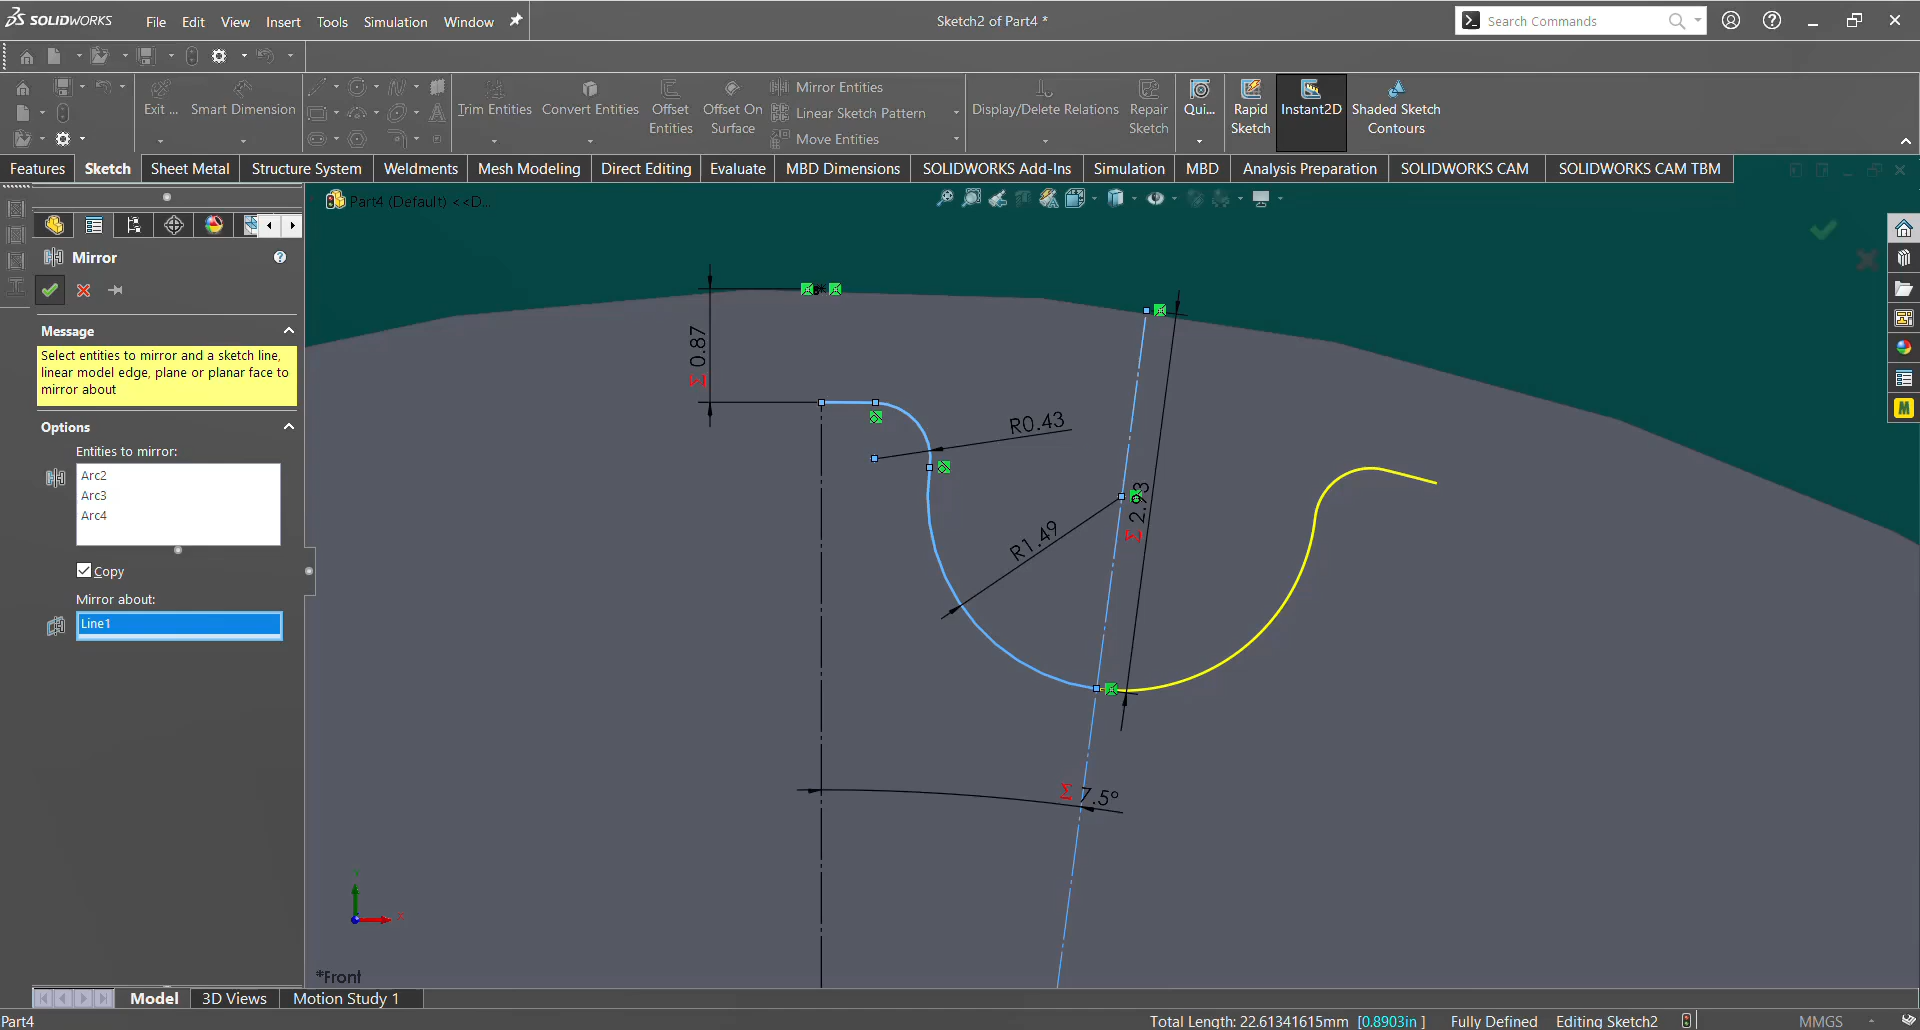 SOLIDWORKS File Edit View Insert Tools Simulation Window Sketch2 of Part4 * Search Commands
Exit ... Smart Dimension Trim Entities Convert Entities Offset Entities Offset On Surface Mirror Entities Linear Sketch Pattern Move Entities Display/Delete Relations Repair Sketch Qui... Rapid Sketch Instant2D Shaded Sketch Contours
Features Sketch Sheet Metal Structure System Weldments Mesh Modeling Direct Editing Evaluate MBD Dimensions SOLIDWORKS Add-Ins Simulation MBD Analysis Preparation SOLIDWORKS CAM SOLIDWORKS CAM TBM
Part4 (Default) <<D...
Mirror
Message
Select entities to mirror and a sketch line,
linear model edge, plane or planar face to
mirror about
Options
Entities to mirror:
Arc2
Arc3
Arc4
Copy
Mirror about:
Line1
Σ 0.87
R0.43
R1.49
Σ 2.93
Σ 7.5°
*Front
Model 3D Views Motion Study 1
Part4 Total Length: 22.61341615mm [0.8903in ] Fully Defined Editing Sketch2 MMGS